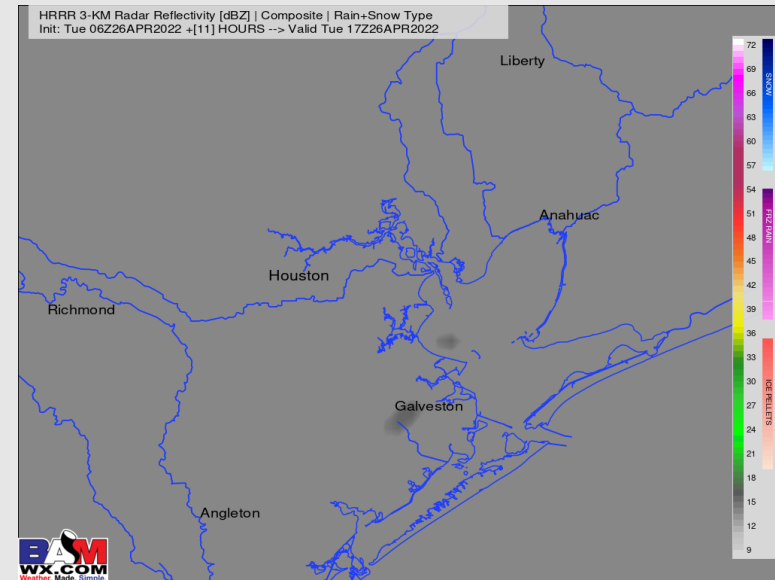 HRRR 3-KM Radar Reflectivity [dBZ] | Composite | Rain+Snow Type
Init: Tue 06Z26APR2022 +[11] HOURS --> Valid Tue 17Z26APR2022
Liberty
Anahuac
Houston
Richmond
Galveston
Angleton
72
69
66
63
60
57
54
51
48
45
42
39
36
33
30
27
24
21
18
15
12
9
SNOW
FRZ RAIN
ICE PELLETS
BAM
WX.COM
Weather. Made. Simple.